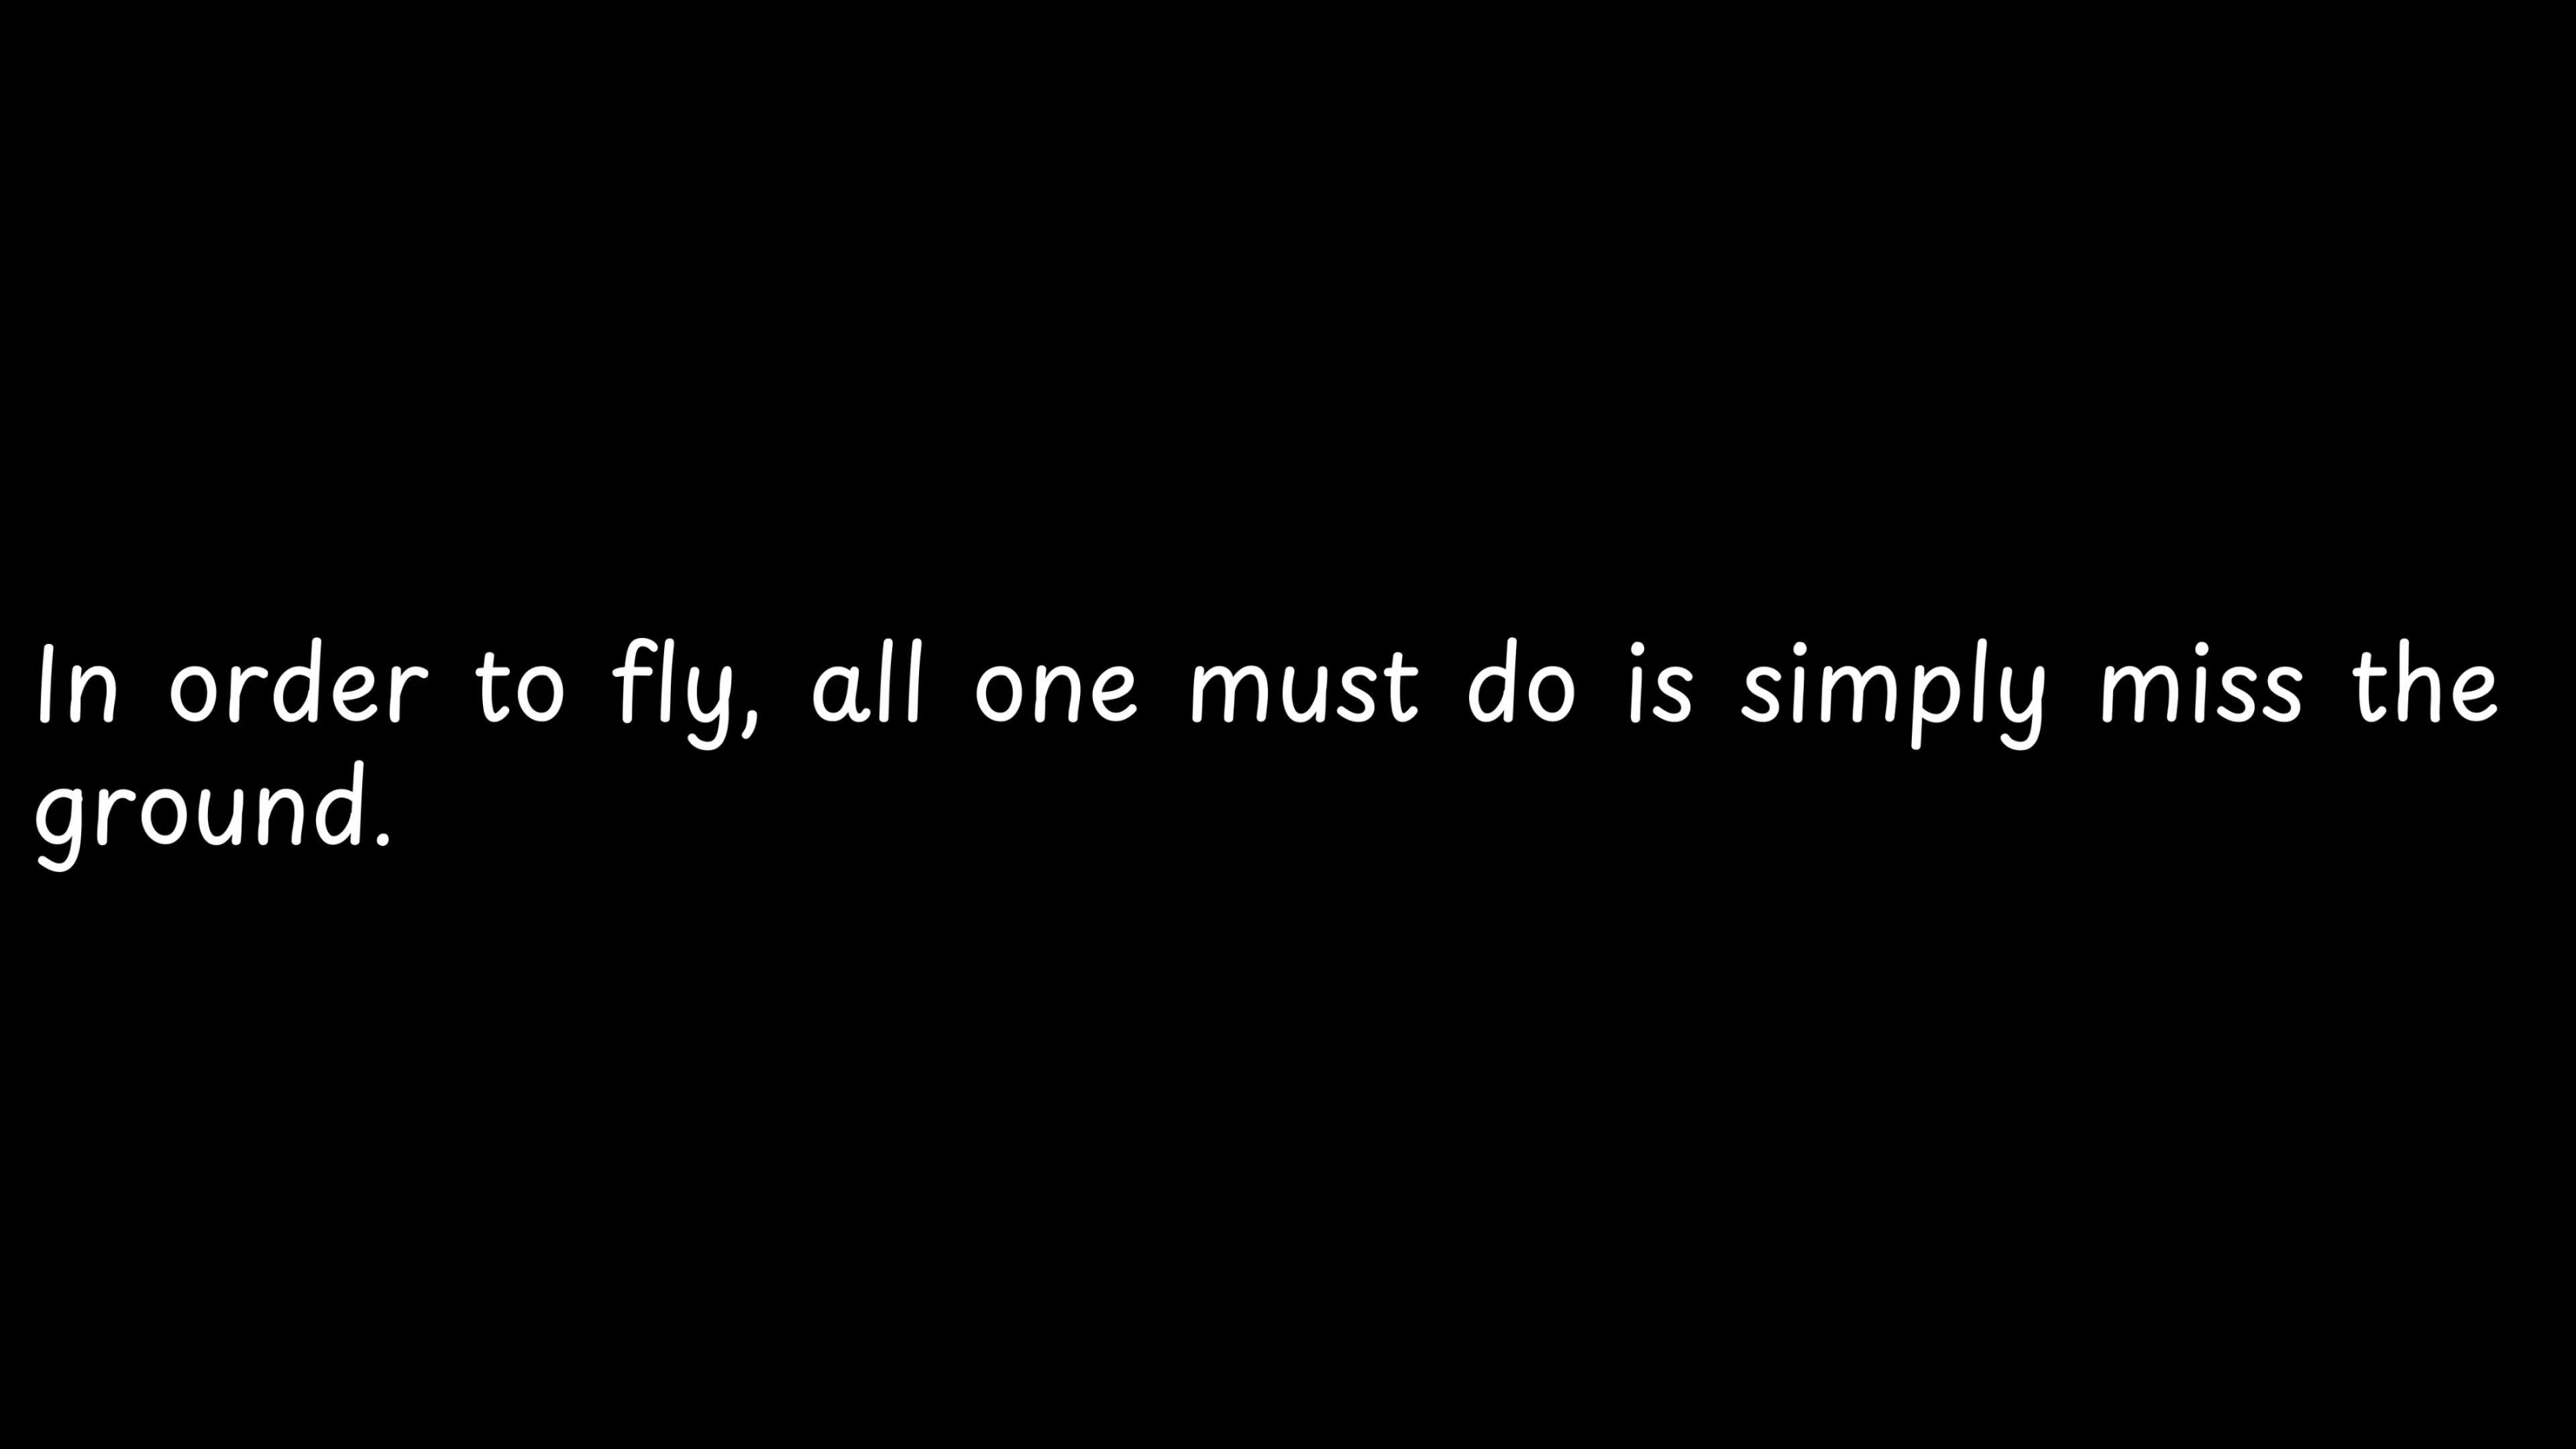 In order to fly, all one must do is simply miss the
ground.